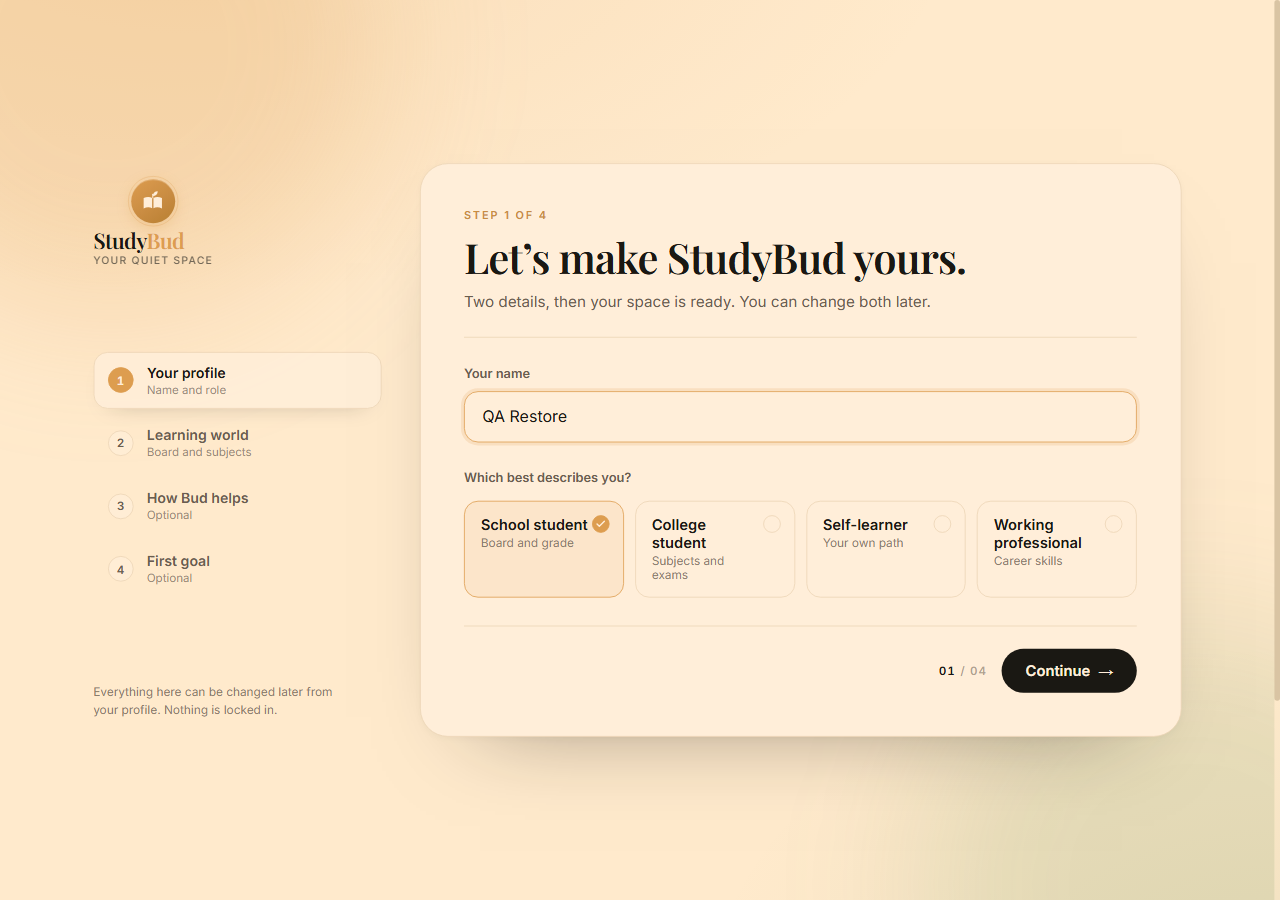 StudyBud
YOUR QUIET SPACE
1
Your profile
Name and role
2
Learning world
Board and subjects
3
How Bud helps
Optional
4
First goal
Optional
Everything here can be changed later from
your profile. Nothing is locked in.
STEP 1 OF 4
Let’s make StudyBud yours.
Two details, then your space is ready. You can change both later.
Your name
QA Restore
Which best describes you?
School student
Board and grade
College
student
Subjects and
exams
Self-learner
Your own path
Working
professional
Career skills
01 / 04
Continue →